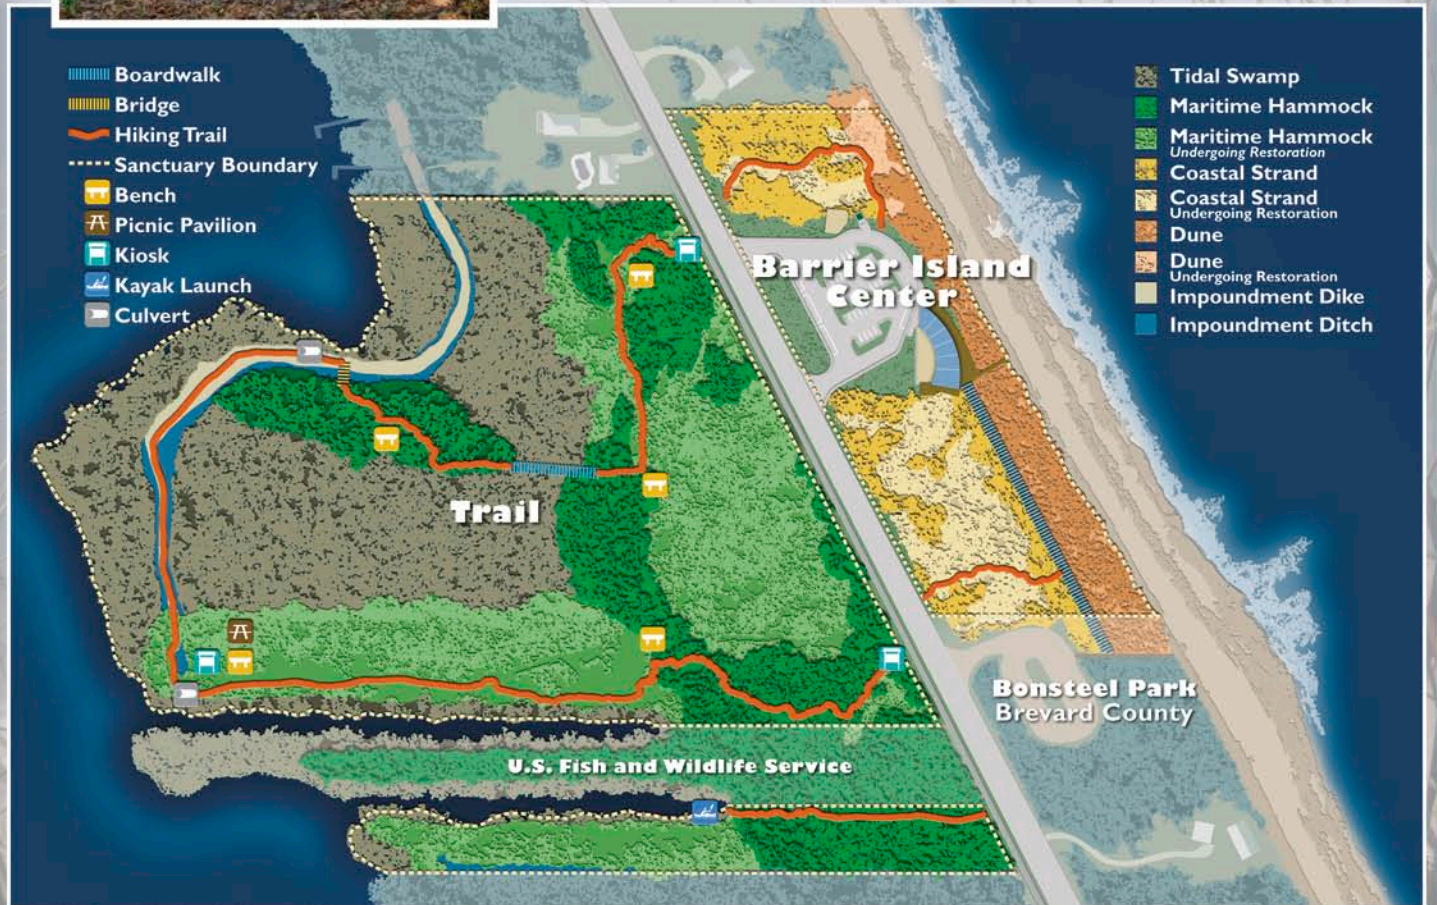 Boardwalk
Bridge
Hiking Trail
Sanctuary Boundary
Bench
Picnic Pavilion
Kiosk
Kayak Launch
Culvert
Tidal Swamp
Maritime Hammock
Maritime Hammock
Undergoing Restoration
Coastal Strand
Coastal Strand
Undergoing Restoration
Dune
Dune
Undergoing Restoration
Impoundment Dike
Impoundment Ditch
Barrier Island
Center
Trail
Bonsteel Park
Brevard County
U.S. Fish and Wildlife Service